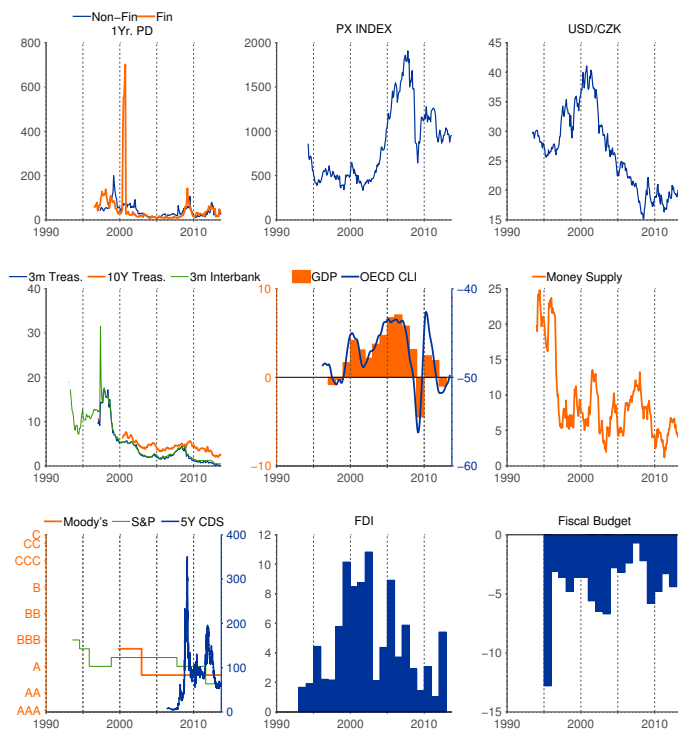 Non−Fin Fin
1Yr. PD
800
600
400
200
0
1990 2000 2010
PX INDEX
2000
1500
1000
500
0
1990 2000 2010
USD/CZK
45
40
35
30
25
20
15
1990 2000 2010
3m Treas. 10Y Treas. 3m Interbank
40
30
20
10
0
1990 2000 2010
GDP OECD CLI
10 −40
0 −50
−10 −60
1990 2000 2010
Money Supply
25
20
15
10
5
0
1990 2000 2010
Moody's S&P 5Y CDS
C 400
CC
CCC
300
B
BB 200
BBB
A 100
AA
AAA 0
1990 2000 2010
FDI
12
10
8
6
4
2
0
1990 2000 2010
Fiscal Budget
0
−5
−10
−15
1990 2000 2010